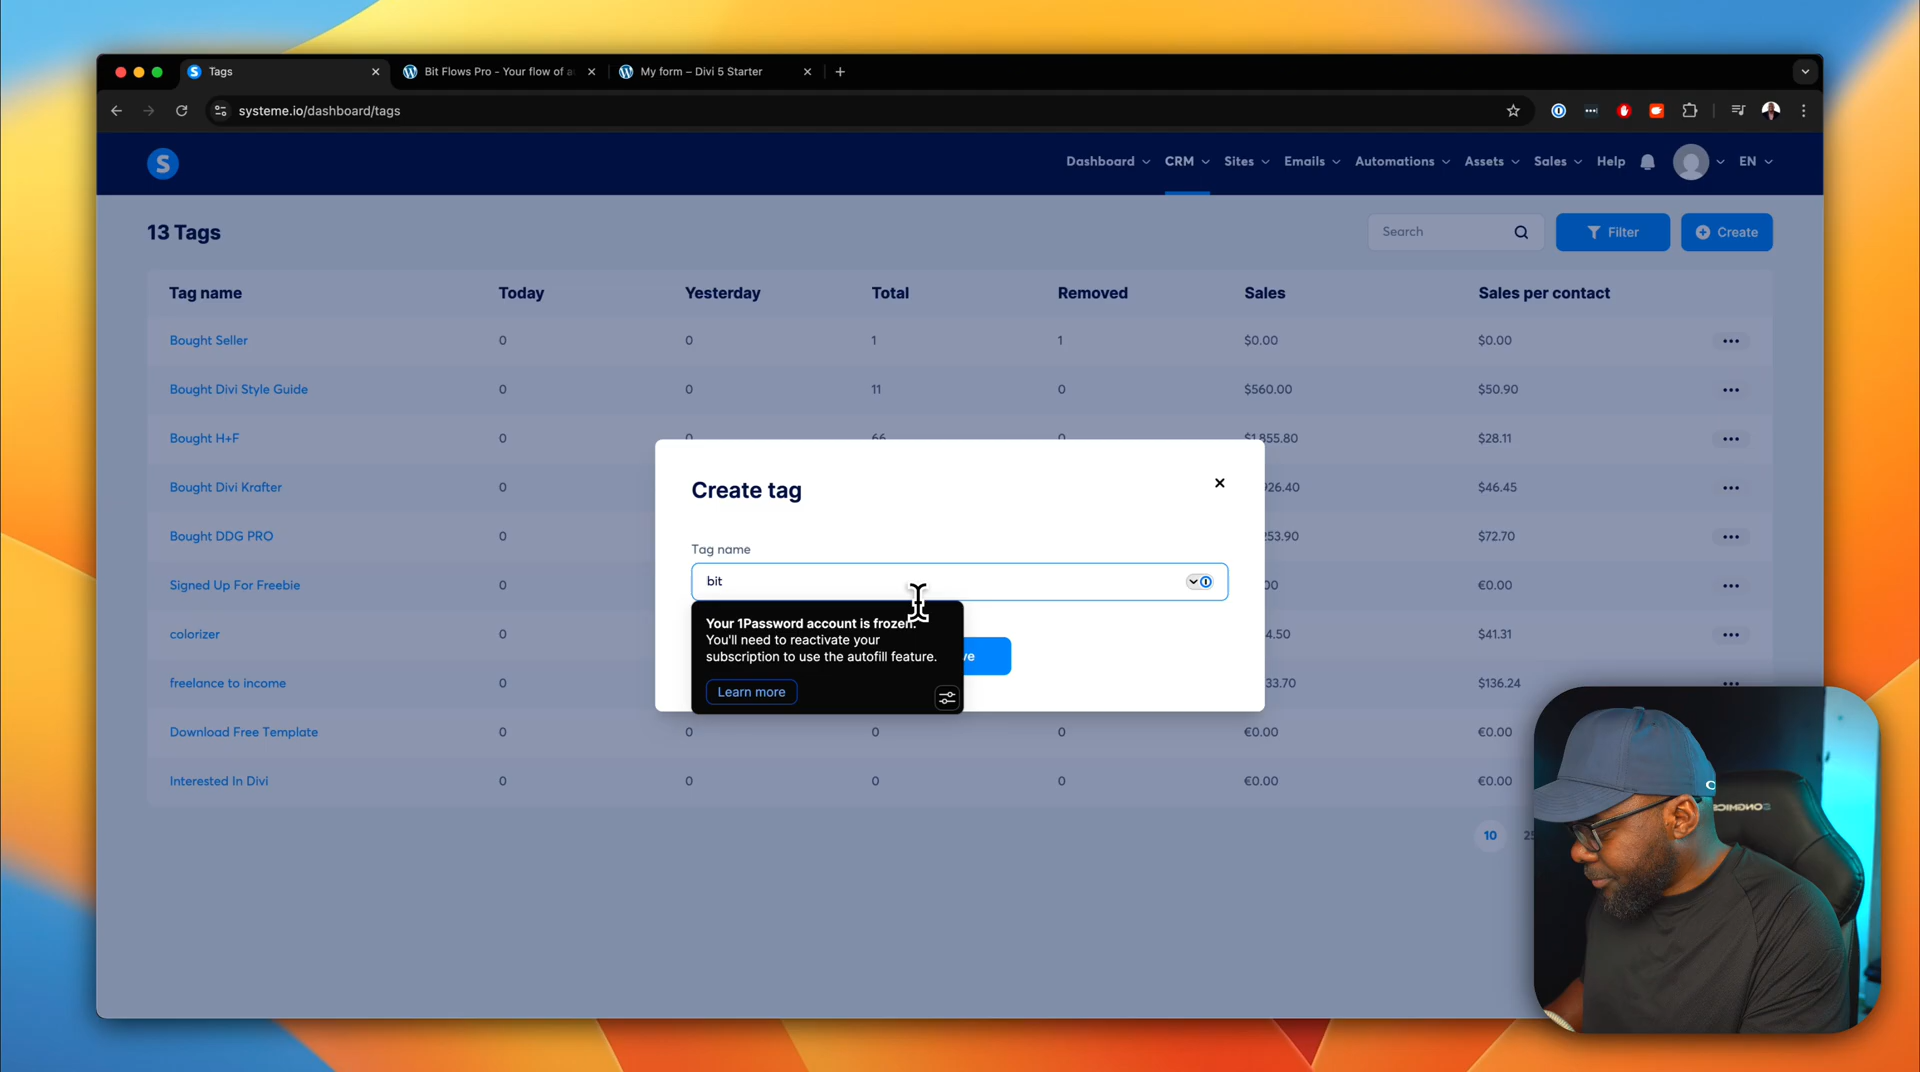 Tags
Bit Flows Pro - Your flow of a
My form – Divi 5 Starter
systeme.io/dashboard/tags
S
Dashboard
CRM
Sites
Emails
Automations
Assets
Sales
Help
EN
13 Tags
Search
Filter
Create
Tag name Today Yesterday Total Removed Sales Sales per contact
Bought Seller 0 0 1 1 $0.00 $0.00
Bought Divi Style Guide 0 0 11 0 $560.00 $50.90
Bought H+F 0 0 66 0 $1,855.80 $28.11
Bought Divi Krafter 0 926.40 $46.45
Bought DDG PRO 0 253.90 $72.70
Signed Up For Freebie 0 00 €0.00
colorizer 0 4.50 $41.31
freelance to income 0 33.70 $136.24
Download Free Template 0 0 0 0 €0.00 €0.00
Interested In Divi 0 0 0 0 €0.00 €0.00
10
Create tag
Tag name
bit
Your 1Password account is frozen.
You'll need to reactivate your
subscription to use the autofill feature.
Learn more
ve